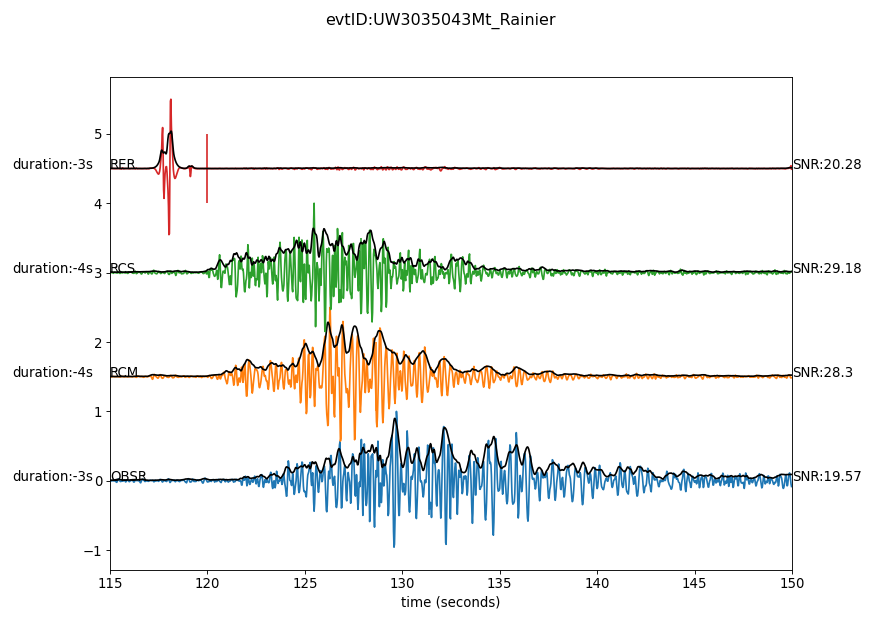 evtID:UW3035043Mt_Rainier
5
duration:-3s RER SNR:20.28
4
duration:-4s 3 RCS SNR:29.18
2
duration:-4s RCM SNR:28.3
1
duration:-3s 0 OBSR SNR:19.57
−1
115 120 125 130 135 140 145 150
time (seconds)